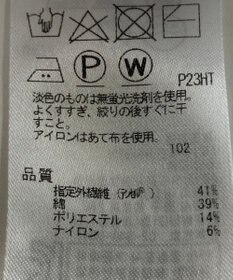 P W
P23HT
淡色のものは無蛍光洗剤を使用。
よくすすぎ、絞りの後すぐに干
すこと。
アイロンはあて布を使用。
102
品質
指定外繊維 41%
綿 39%
ポリエステル 14%
ナイロン 6%